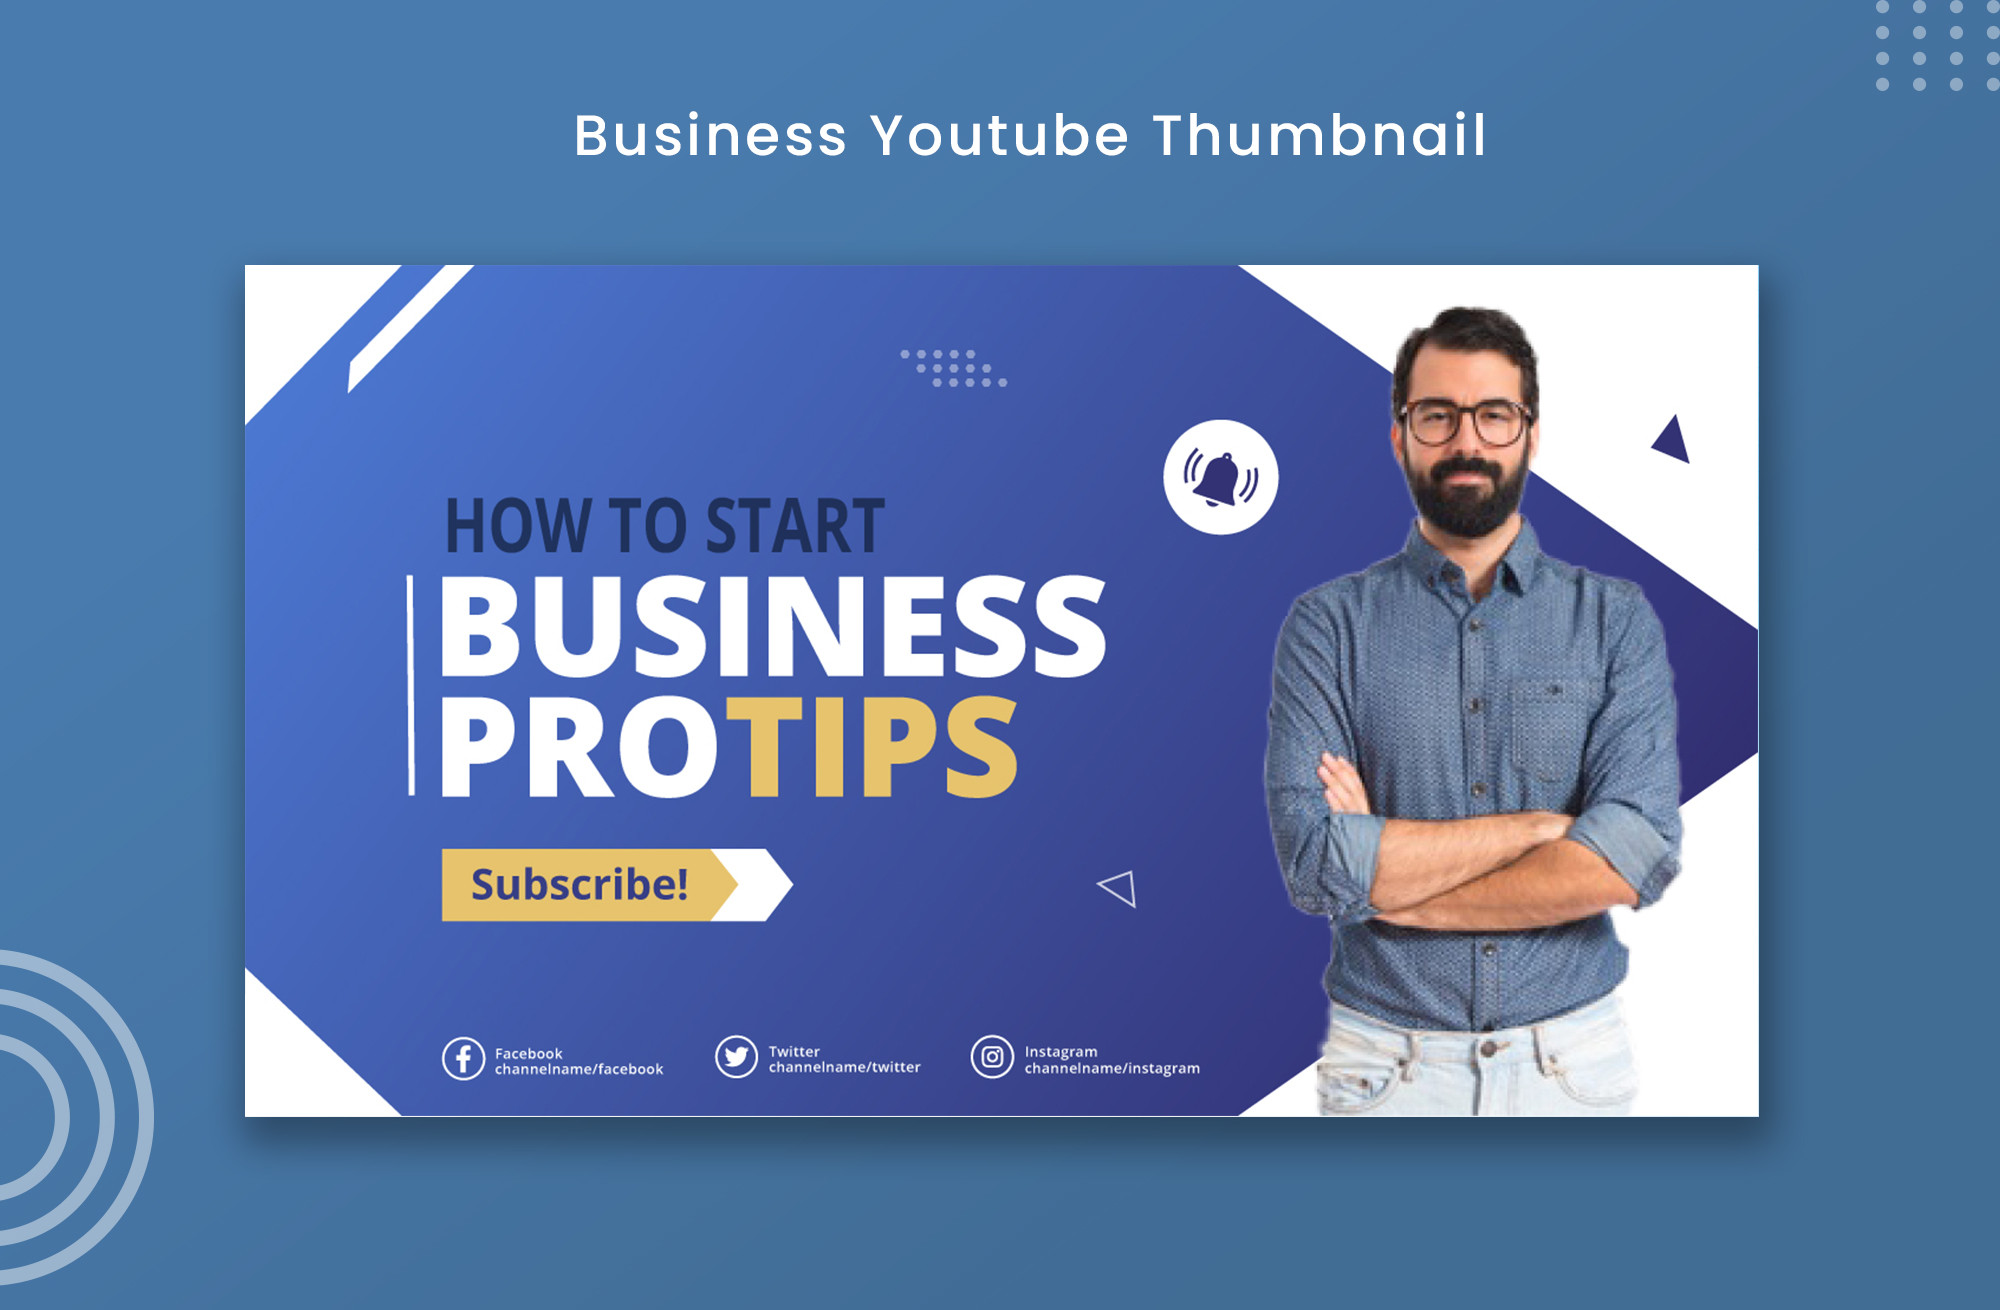 Business Youtube Thumbnail
HOW TO START
BUSINESS
PROTIPS
Subscribe!
Facebook
channelname/facebook
Twitter
channelname/twitter
Instagram
channelname/instagram